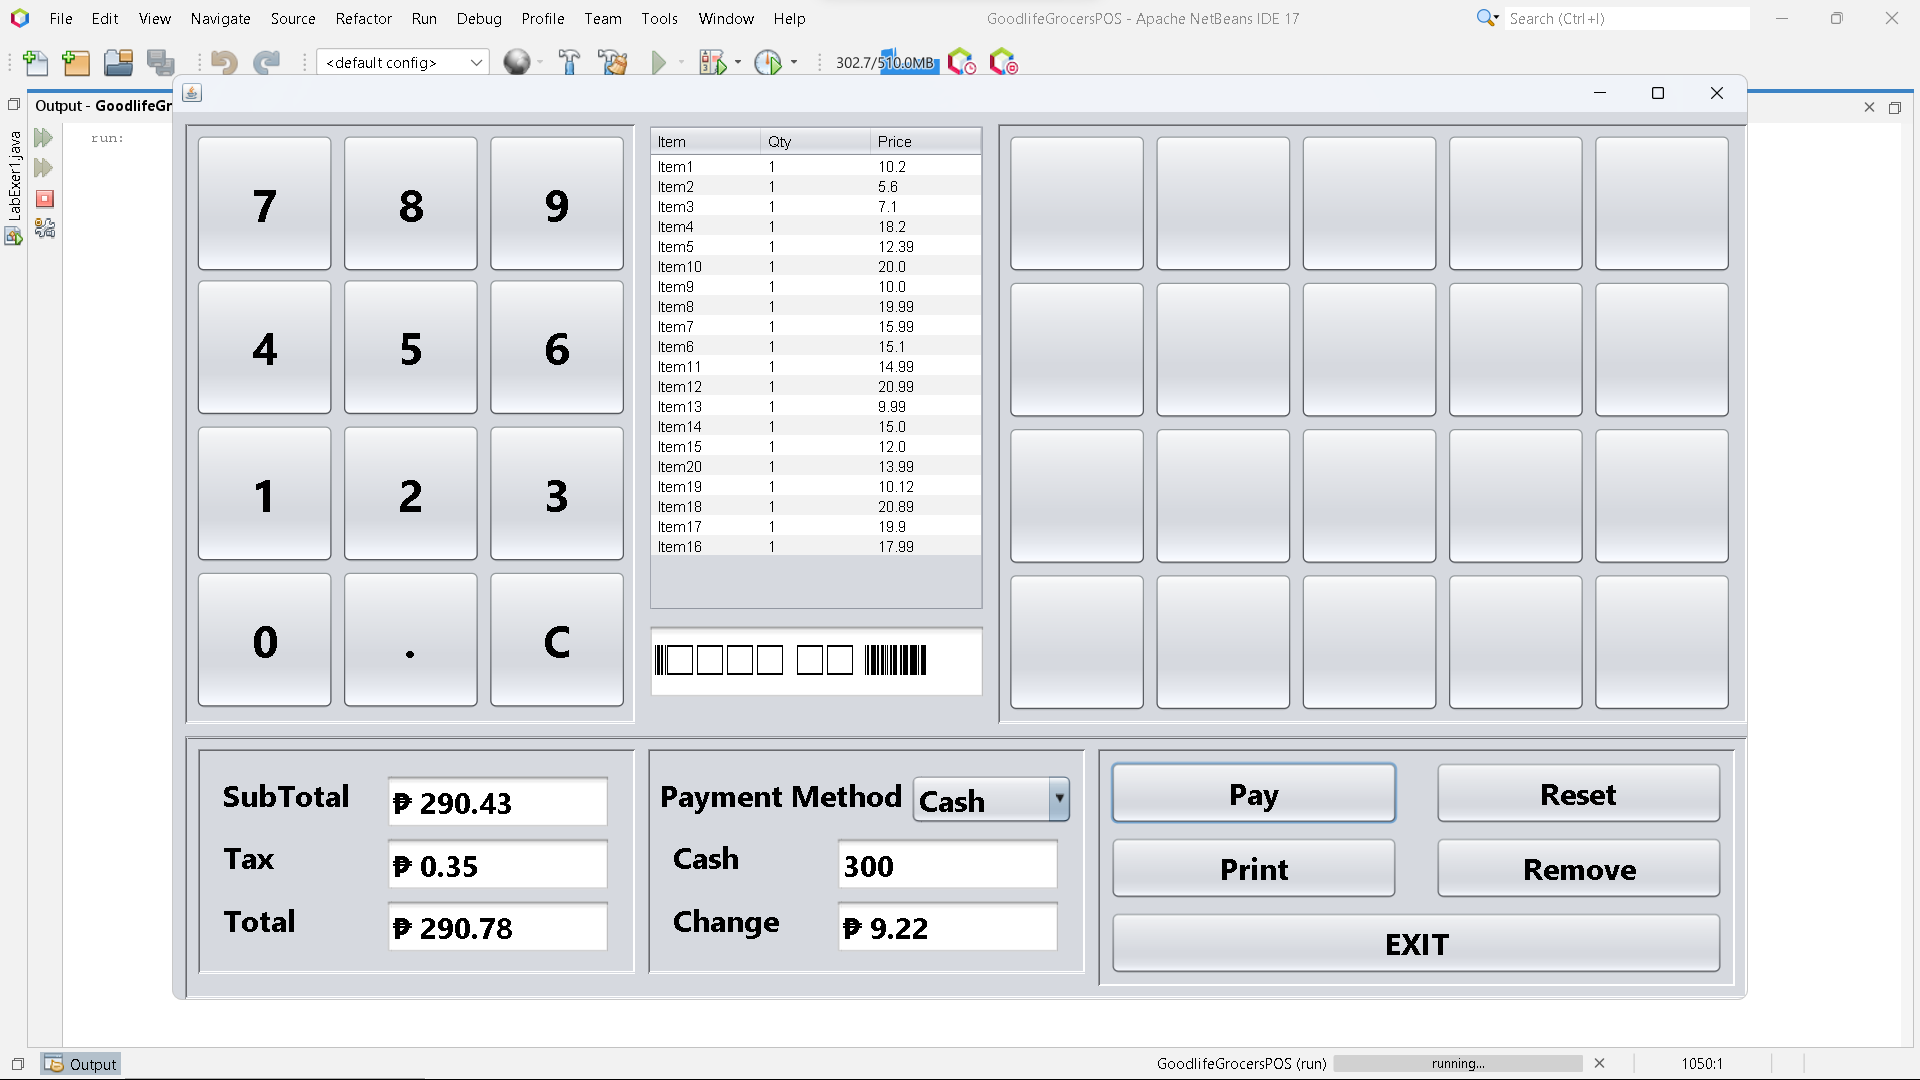 File Edit View Navigate Source Refactor Run Debug Profile Team Tools Window Help
GoodlifeGrocersPOS - Apache NetBeans IDE 17
Search (Ctrl+I)
<default config>
302.7/510.0MB
Output - GoodlifeGr
LabExer1.java
run:
7 8 9
4 5 6
1 2 3
0 . C
Item Qty Price
Item1 1 10.2
Item2 1 5.6
Item3 1 7.1
Item4 1 18.2
Item5 1 12.39
Item10 1 20.0
Item9 1 10.0
Item8 1 19.99
Item7 1 15.99
Item6 1 15.1
Item11 1 14.99
Item12 1 20.99
Item13 1 9.99
Item14 1 15.0
Item15 1 12.0
Item20 1 13.99
Item19 1 10.12
Item18 1 20.89
Item17 1 19.9
Item16 1 17.99
SubTotal ₱ 290.43
Tax ₱ 0.35
Total ₱ 290.78
Payment Method Cash
Cash 300
Change ₱ 9.22
Pay Reset
Print Remove
EXIT
Output
GoodlifeGrocersPOS (run) running... 1050:1